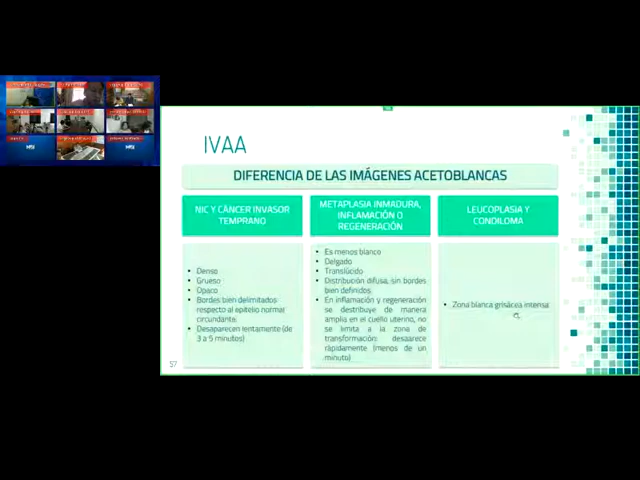 IVAA
DIFERENCIA DE LAS IMÁGENES ACETOBLANCAS
NIC Y CÁNCER INVASOR
TEMPRANO
METAPLASIA INMADURA,
INFLAMACIÓN O
REGENERACIÓN
LEUCOPLASIA Y
CONDILOMA
• Denso
• Grueso
• Opaco
• Bordes bien delimitados
respecto al epitelio normal
circundante.
• Desaparecen lentamente (de
3 a 5 minutos)
• Es menos blanco
• Delgado
• Translúcido
• Distribución difusa, sin bordes
bien definidos.
• En inflamación y regeneración
se distribuye de manera
amplia en el cuello uterino, no
se limita a la zona de
transformación: desaarece
rápidamente (menos de un
minuto)
• Zona blanca grisácea intensa
57